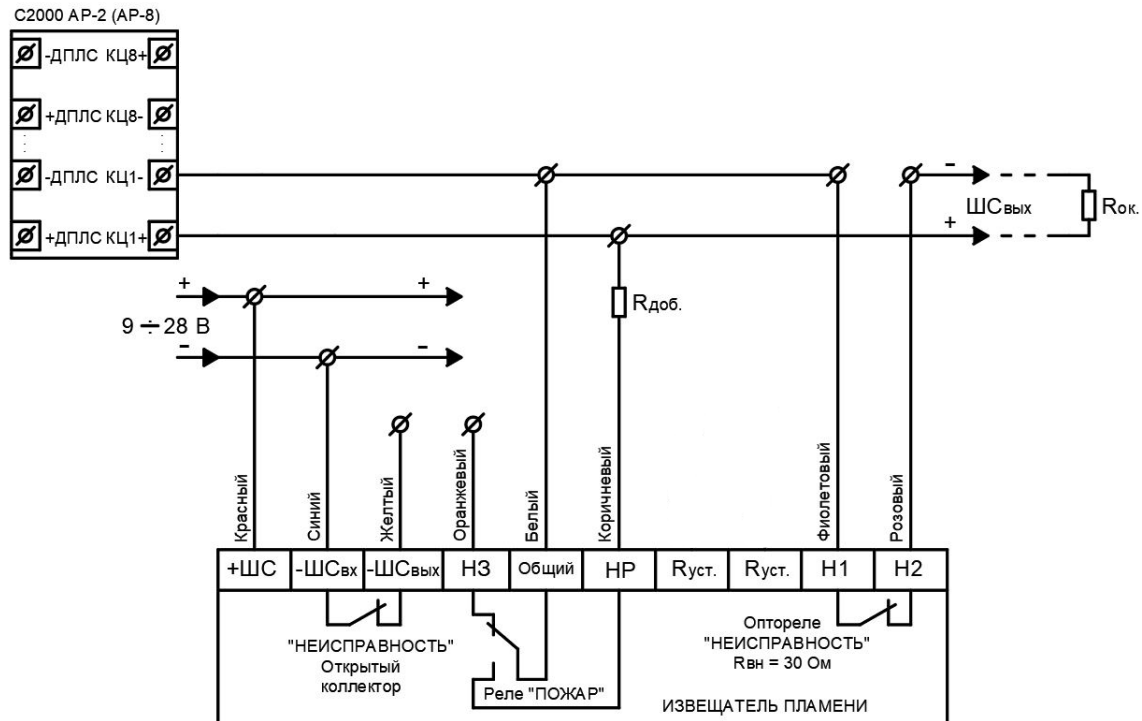 С2000 АР-2 (АР-8)
-ДПЛС КЦ8+
+ДПЛС КЦ8-
-ДПЛС КЦ1-
+ДПЛС КЦ1+
-
ШСвых
+
Rок.
+ +
9 ÷ 28 В
- -
Rдоб.
Красный
Синий
Желтый
Оранжевый
Белый
Коричневый
Фиолетовый
Розовый
+ШС -ШСвх -ШСвых НЗ Общий НР Rуст. Rуст. Н1 Н2
"НЕИСПРАВНОСТЬ"
Открытый
коллектор
Реле "ПОЖАР"
Оптореле
"НЕИСПРАВНОСТЬ"
Rвн = 30 Ом
ИЗВЕЩАТЕЛЬ ПЛАМЕНИ